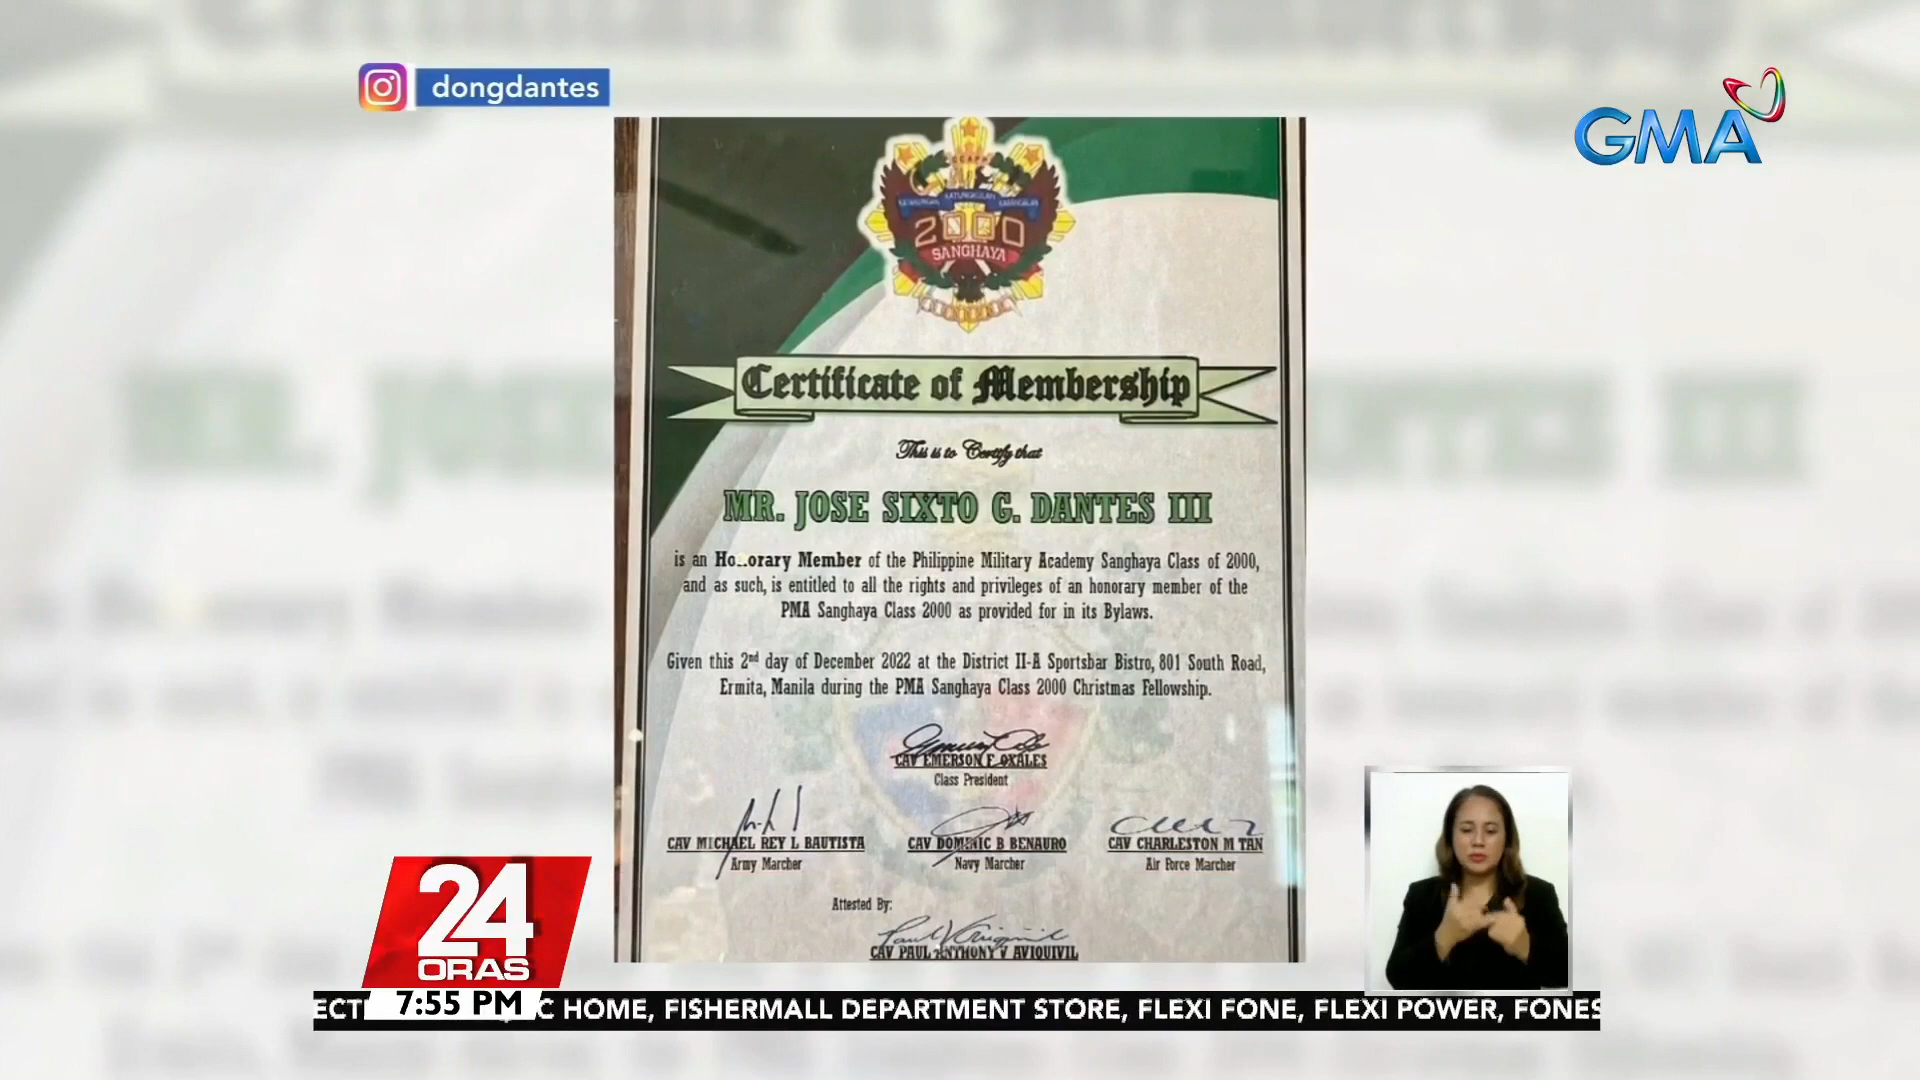 dongdantes
GMA
KATUNGKULAN
2000
SANGHAYA
Certificate of Membership
This is to Certify that
MR. JOSE SIXTO G. DANTES III
is an Honorary Member of the Philippine Military Academy Sanghaya Class of 2000,
and as such, is entitled to all the rights and privileges of an honorary member of the
PMA Sanghaya Class 2000 as provided for in its Bylaws.
Given this 2nd day of December 2022 at the District II-A Sportsbar Bistro, 801 South Road,
Ermita, Manila during the PMA Sanghaya Class 2000 Christmas Fellowship.
CAV EMERSON F OXALES
Class President
CAV MICHAEL REY L BAUTISTA
Army Marcher
CAV DOMINIC B BENAURO
Navy Marcher
CAV CHARLESTON M TAN
Air Force Marcher
Attested By:
CAV PAUL ANTHONY V AVIQUIVIL
24
ORAS
7:55 PM
ECT C HOME, FISHERMALL DEPARTMENT STORE, FLEXI FONE, FLEXI POWER, FONES